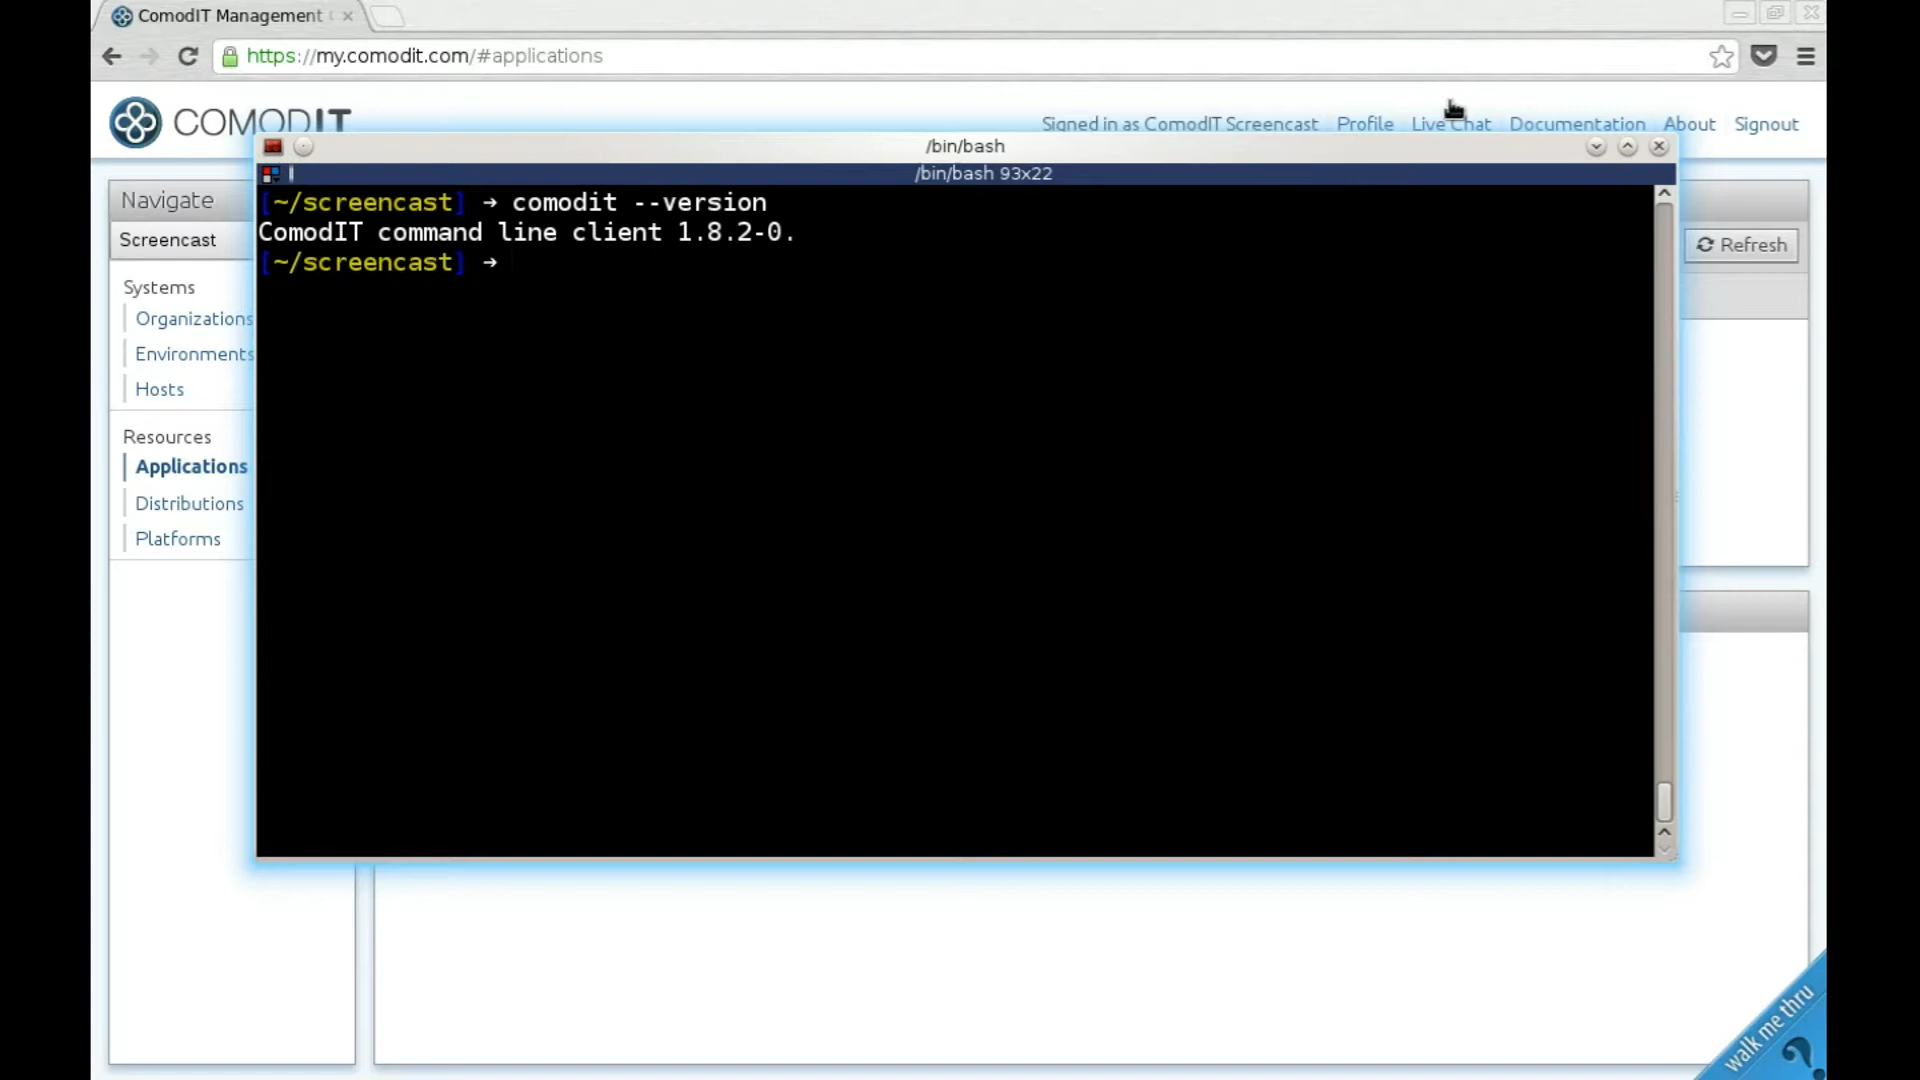 ComodIT Management
https://my.comodit.com/#applications
COMODIT
Signed in as ComodIT Screencast Profile Live Chat Documentation About Signout
/bin/bash
/bin/bash 93x22
Navigate
Screencast
Refresh
Systems
Organizations
Environments
Hosts
Resources
Applications
Distributions
Platforms
[~/screencast] → comodit --version
ComodIT command line client 1.8.2-0.
[~/screencast] →
walk me thru
?